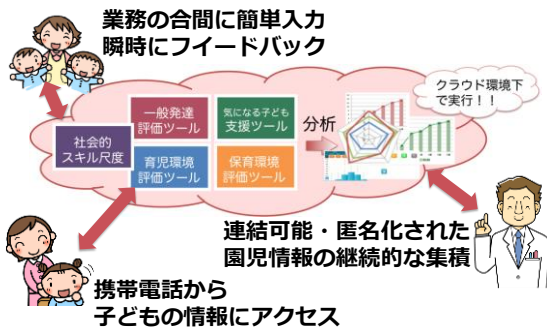 業務の合間に簡単入力
瞬時にフイードバック
クラウド環境下
で実行！！
一般発達
評価ツール
気になる子ども
支援ツール
分析
社会的
スキル尺度
育児環境
評価ツール
保育環境
評価ツール
連結可能・匿名化された
園児情報の継続的な集積
携帯電話から
子どもの情報にアクセス